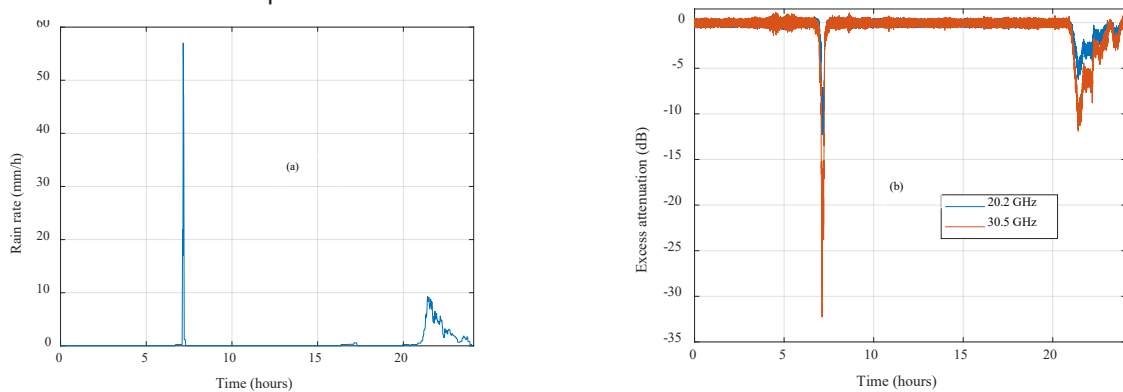 60
50
40
30
20
10
0
Rain rate (mm/h)
(a)
0 5 10 15 20
Time (hours)
0
-5
-10
-15
-20
-25
-30
-35
Excess attenuation (dB)
(b)
20.2 GHz
30.5 GHz
0 5 10 15 20
Time (hours)